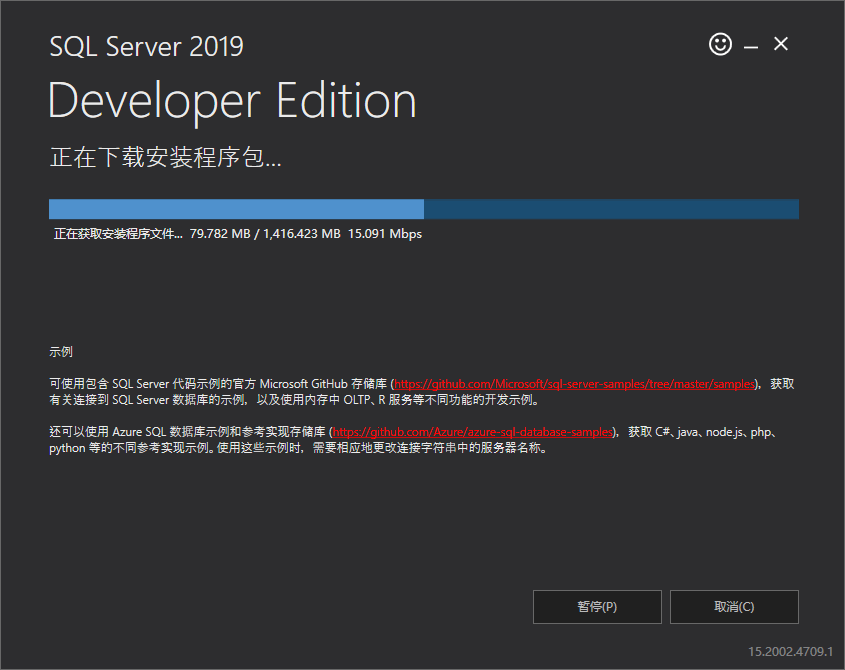 SQL Server 2019
Developer Edition
正在下载安装程序包...
正在获取安装程序文件... 79.782 MB / 1,416.423 MB 15.091 Mbps
示例
可使用包含 SQL Server 代码示例的官方 Microsoft GitHub 存储库 (https://github.com/Microsoft/sql-server-samples/tree/master/samples)，获取
有关连接到 SQL Server 数据库的示例，以及使用内存中 OLTP、R 服务等不同功能的开发示例。
还可以使用 Azure SQL 数据库示例和参考实现存储库 (https://github.com/Azure/azure-sql-database-samples)，获取 C#、java、node.js、php、
python 等的不同参考实现示例。使用这些示例时，需要相应地更改连接字符串中的服务器名称。
暂停(P)
取消(C)
15.2002.4709.1